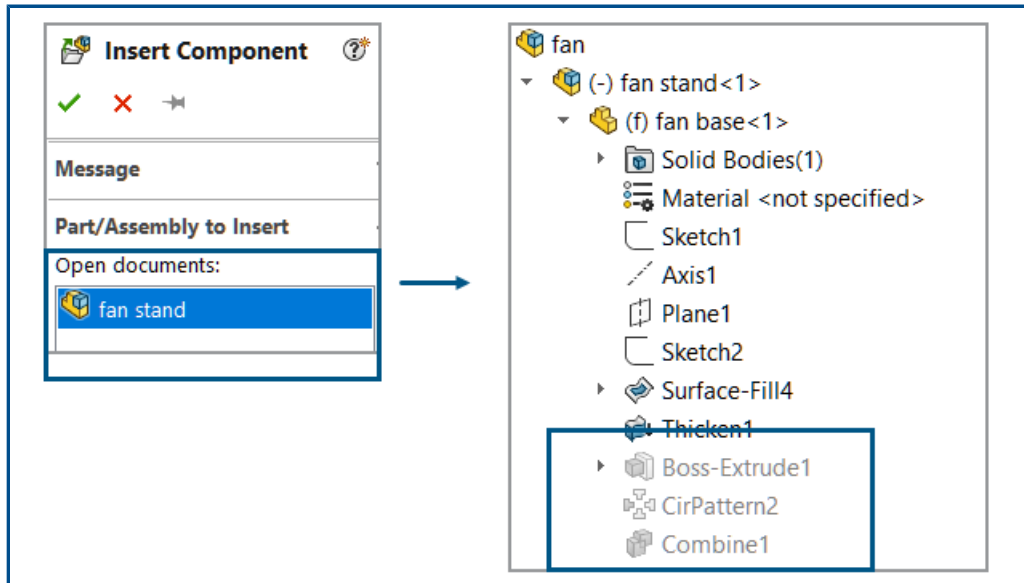 Insert Component
Message
Part/Assembly to Insert
Open documents:
fan stand
fan
(-) fan stand<1>
(f) fan base<1>
Solid Bodies(1)
Material <not specified>
Sketch1
Axis1
Plane1
Sketch2
Surface-Fill4
Thicken1
Boss-Extrude1
CirPattern2
Combine1